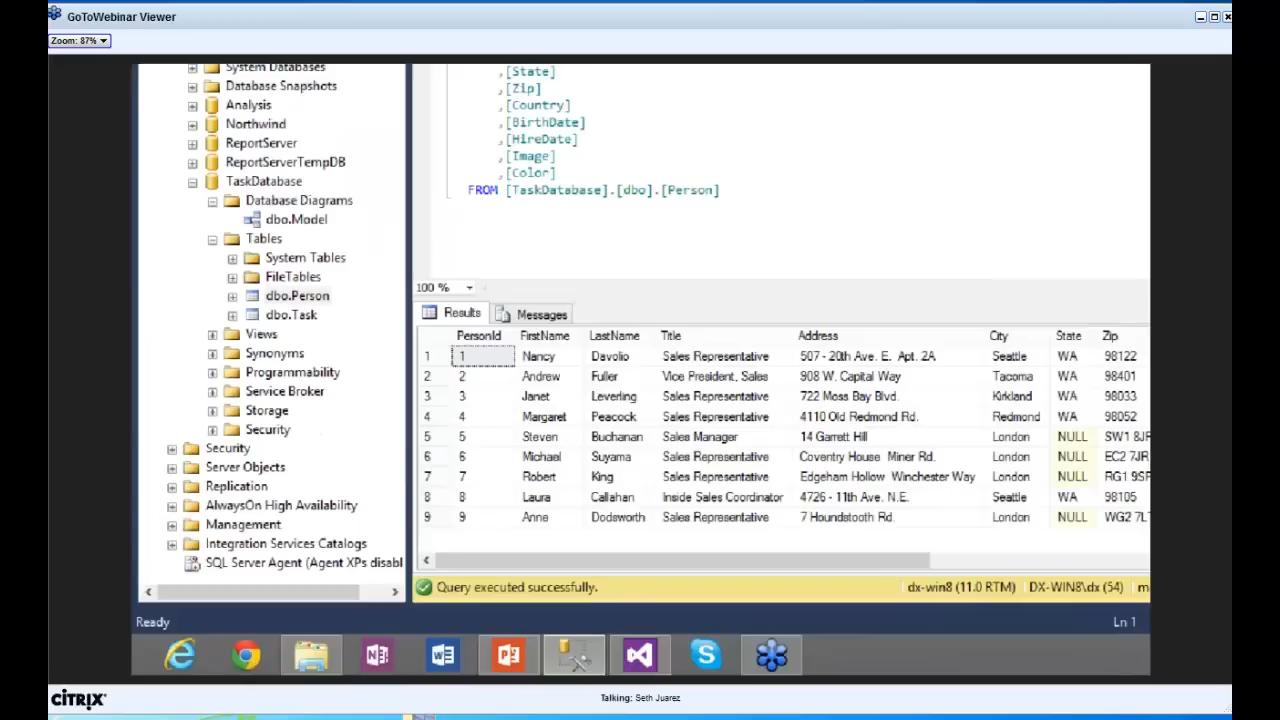 GoToWebinar Viewer
Zoom: 87%
System Databases
Database Snapshots
Analysis
Northwind
ReportServer
ReportServerTempDB
TaskDatabase
Database Diagrams
dbo.Model
Tables
System Tables
FileTables
dbo.Person
dbo.Task
Views
Synonyms
Programmability
Service Broker
Storage
Security
Security
Server Objects
Replication
AlwaysOn High Availability
Management
Integration Services Catalogs
SQL Server Agent (Agent XPs disabl
,[State]
,[Zip]
,[Country]
,[BirthDate]
,[HireDate]
,[Image]
,[Color]
FROM [TaskDatabase].[dbo].[Person]
100 %
Results Messages
PersonId FirstName LastName Title Address City State Zip
1 1 Nancy Davolio Sales Representative 507 - 20th Ave. E. Apt. 2A Seattle WA 98122
2 2 Andrew Fuller Vice President, Sales 908 W. Capital Way Tacoma WA 98401
3 3 Janet Leverling Sales Representative 722 Moss Bay Blvd. Kirkland WA 98033
4 4 Margaret Peacock Sales Representative 4110 Old Redmond Rd. Redmond WA 98052
5 5 Steven Buchanan Sales Manager 14 Garrett Hill London NULL SW1 8JR
6 6 Michael Suyama Sales Representative Coventry House Miner Rd. London NULL EC2 7JR
7 7 Robert King Sales Representative Edgeham Hollow Winchester Way London NULL RG1 9SP
8 8 Laura Callahan Inside Sales Coordinator 4726 - 11th Ave. N.E. Seattle WA 98105
9 9 Anne Dodsworth Sales Representative 7 Houndstooth Rd. London NULL WG2 7L
Query executed successfully. dx-win8 (11.0 RTM) DX-WIN8\dx (54) m
Ready Ln 1
CITRIX
Talking: Seth Juarez